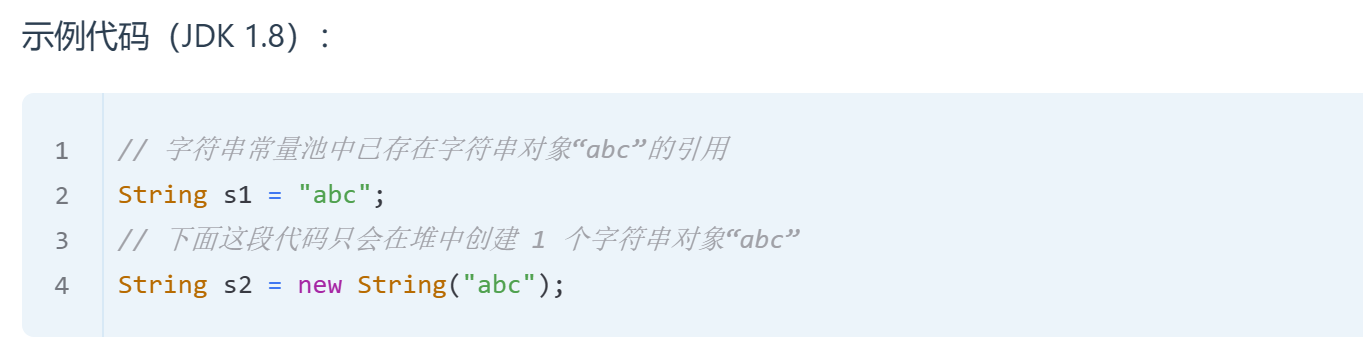 示例代码（JDK 1.8）：
1 // 字符串常量池中已存在字符串对象“abc”的引用
2 String s1 = "abc";
3 // 下面这段代码只会在堆中创建 1 个字符串对象“abc”
4 String s2 = new String("abc");